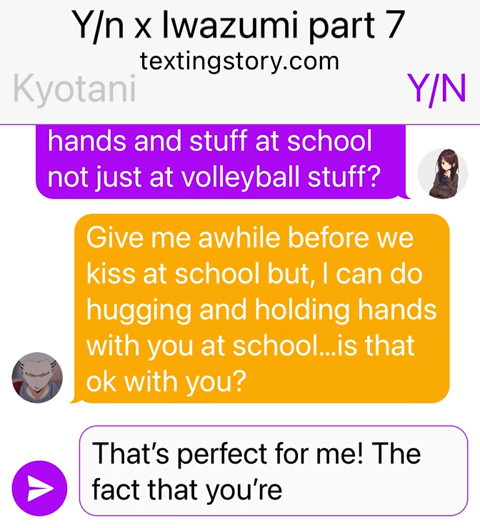 Y/n x Iwazumi part 7
textingstory.com
Kyotani
Y/N
hands and stuff at school
not just at volleyball stuff?
Give me awhile before we
kiss at school but, I can do
hugging and holding hands
with you at school...is that
ok with you?
That's perfect for me! The
fact that you're